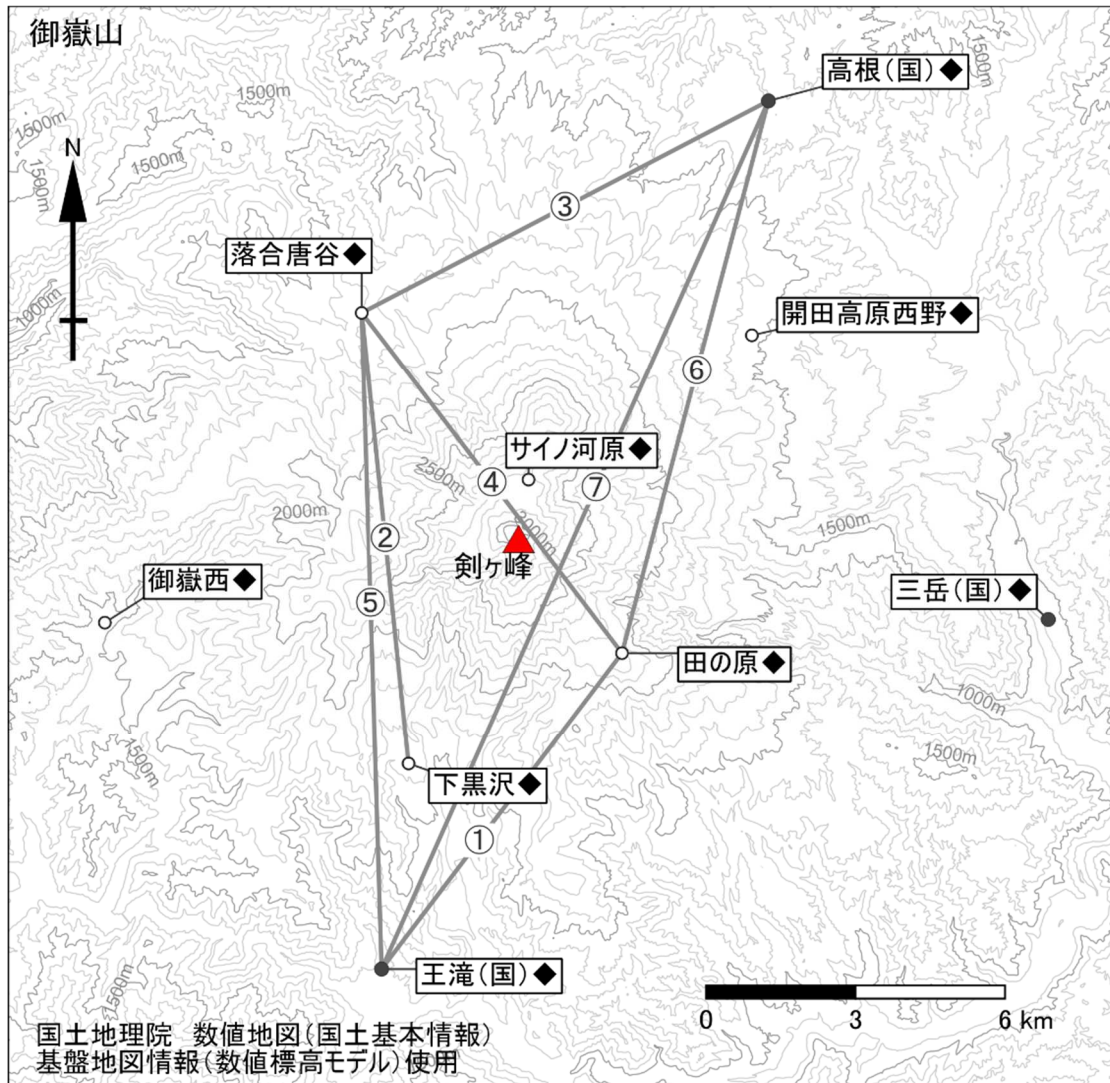 御嶽山
高根(国)◆
1500m
1500m
1500m
1500m
1500m
N
③
落合唐谷◆
1000m
開田高原西野◆
⑥
サイノ河原◆
2500m
④
⑦
2000m
3000m
②
1500m
剣ヶ峰
御嶽西◆
⑤
三岳(国)◆
田の原◆
1000m
1500m
1500m
下黒沢◆
①
王滝(国)◆
1500m
0 3 6 km
国土地理院 数値地図(国土基本情報)
基盤地図情報(数値標高モデル)使用